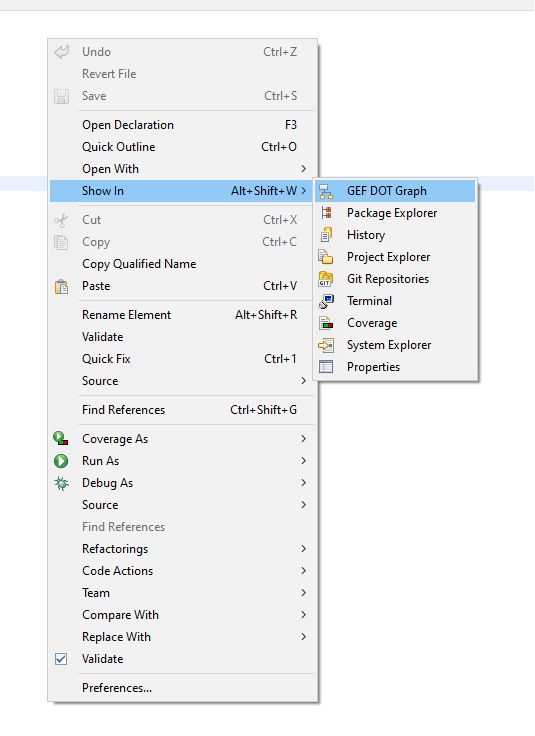 Undo Ctrl+Z
Revert File
Save Ctrl+S
Open Declaration F3
Quick Outline Ctrl+O
Open With
Show In Alt+Shift+W
Cut Ctrl+X
Copy Ctrl+C
Copy Qualified Name
Paste Ctrl+V
Rename Element Alt+Shift+R
Validate
Quick Fix Ctrl+1
Source
Find References Ctrl+Shift+G
Coverage As
Run As
Debug As
Source
Find References
Refactorings
Code Actions
Team
Compare With
Replace With
Validate
Preferences...
GEF DOT Graph
Package Explorer
History
Project Explorer
GIT Git Repositories
Terminal
Coverage
System Explorer
Properties